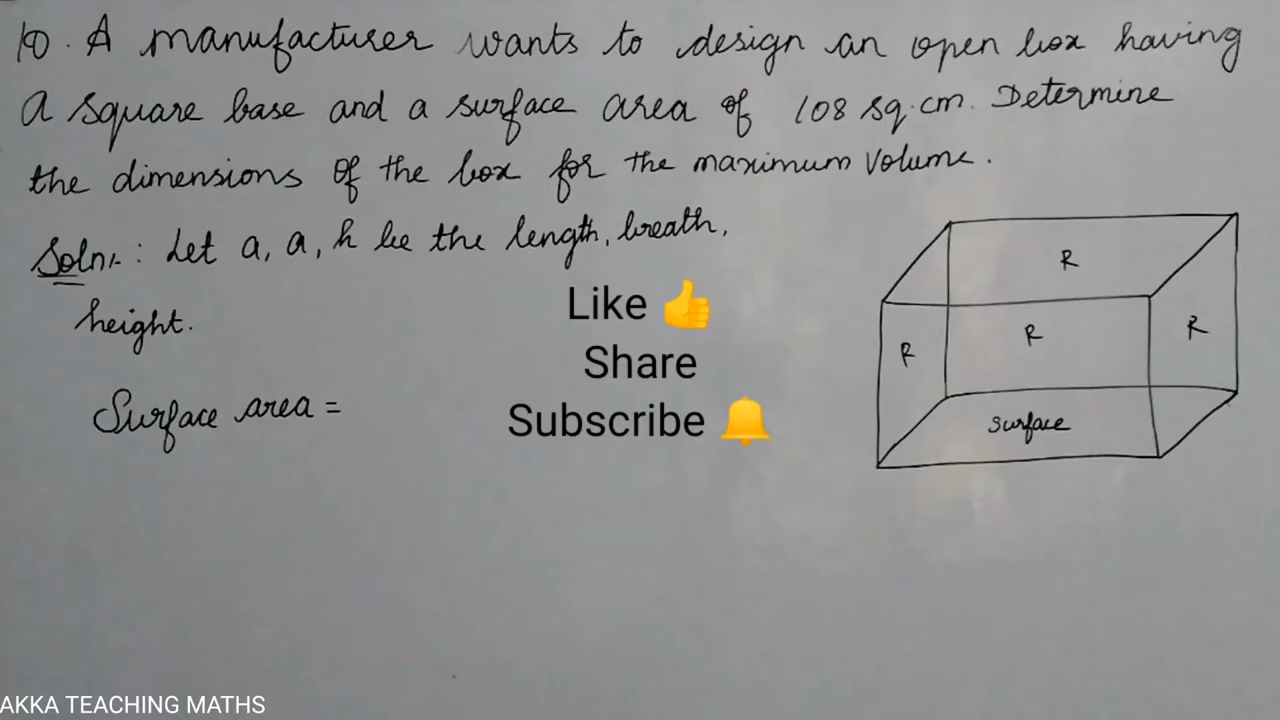 10. A manufacturer wants to design an open box having
a square base and a surface area of 108 sq.cm. Determine
the dimensions of the box for the maximum volume.
Soln:- : Let a, a, h be the length, breath,
height.
Surface area =
R
R
R
R
surface
Like 👍
Share
Subscribe 🔔
AKKA TEACHING MATHS